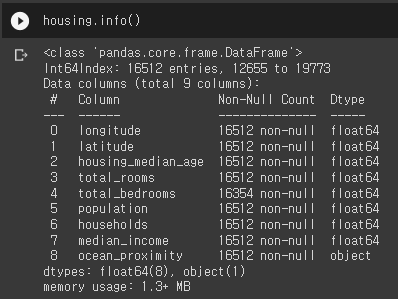 housing.info()
<class 'pandas.core.frame.DataFrame'>
Int64Index: 16512 entries, 12655 to 19773
Data columns (total 9 columns):
 #   Column              Non-Null Count  Dtype
---  ------              --------------  -----
 0   longitude           16512 non-null  float64
 1   latitude            16512 non-null  float64
 2   housing_median_age  16512 non-null  float64
 3   total_rooms         16512 non-null  float64
 4   total_bedrooms      16354 non-null  float64
 5   population          16512 non-null  float64
 6   households          16512 non-null  float64
 7   median_income       16512 non-null  float64
 8   ocean_proximity     16512 non-null  object
dtypes: float64(8), object(1)
memory usage: 1.3+ MB